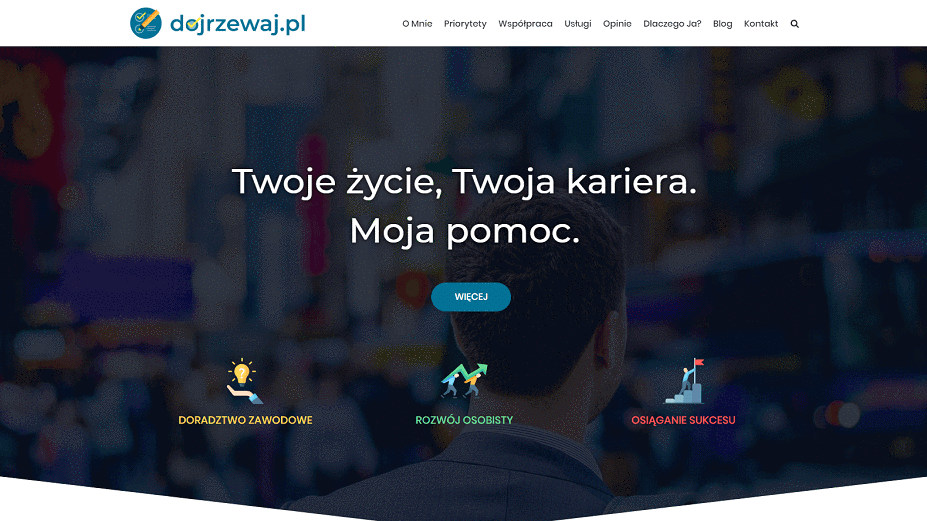 dojrzewaj.pl
O Mnie Priorytety Współpraca Usługi Opinie Dlaczego Ja? Blog Kontakt
Twoje życie, Twoja kariera.
Moja pomoc.
WIĘCEJ
DORADZTWO ZAWODOWE ROZWÓJ OSOBISTY OSIĄGANIE SUKCESU